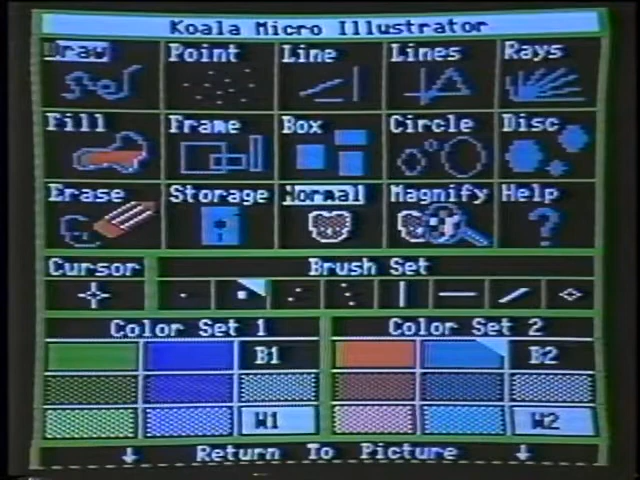 Koala Micro Illustrator
Draw Point Line Lines Rays
Fill Frame Box Circle Disc
Erase Storage Normal Magnify Help
?
Cursor Brush Set
Color Set 1 Color Set 2
B1 B2
W1 W2
↓ Return To Picture ↓